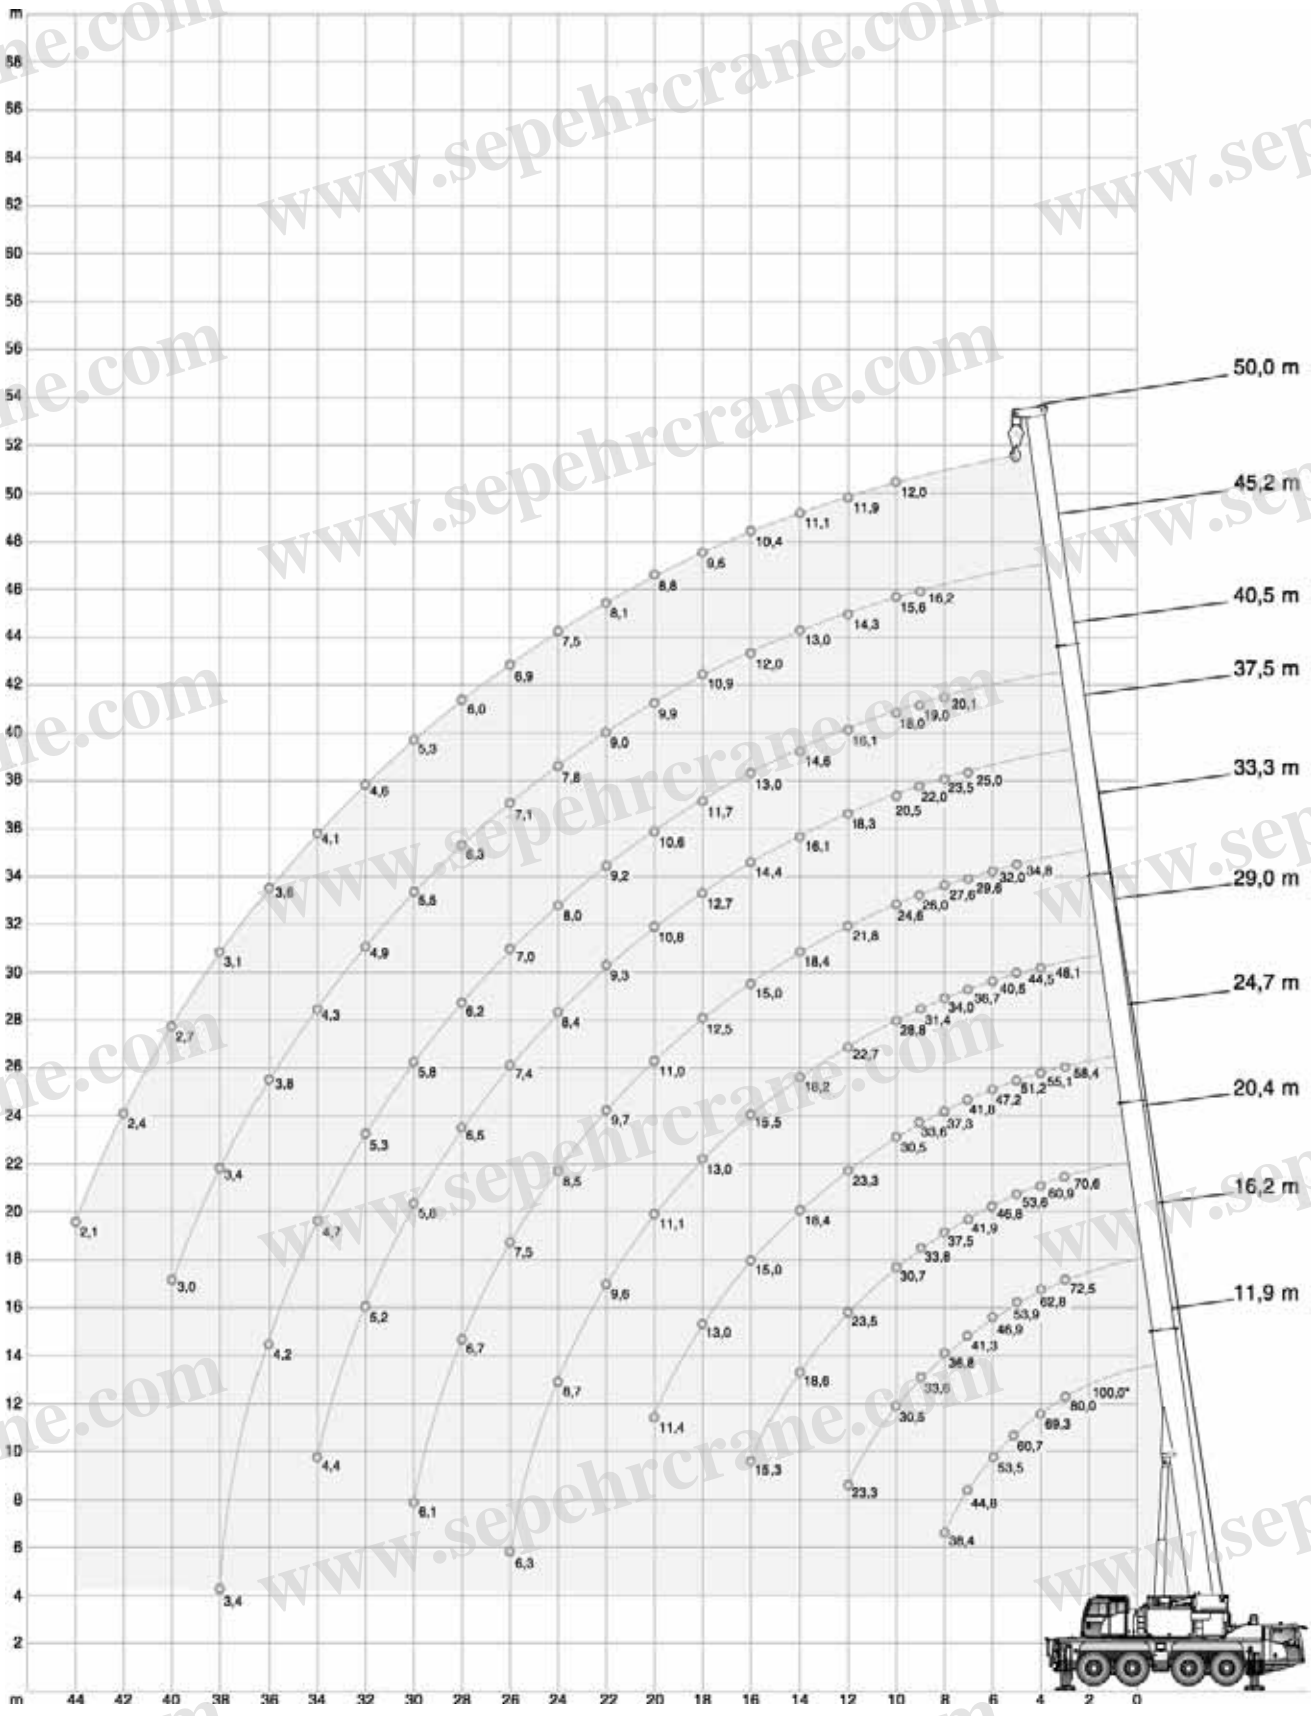 m
68
66
64
62
60
58
56
54
52
50
48
46
44
42
40
38
36
34
32
30
28
26
24
22
20
18
16
14
12
10
8
6
4
2
m 44 42 40 38 36 34 32 30 28 26 24 22 20 18 16 14 12 10 8 6 4 2 0
50,0 m
45,2 m
40,5 m
37,5 m
33,3 m
29,0 m
24,7 m
20,4 m
16,2 m
11,9 m
2,1 2,4 2,7 3,1 3,6 4,1 4,6 5,3 6,0 6,9 7,5 8,1 8,8 9,6 10,4 11,1 11,9 12,0
3,0 3,4 3,8 4,3 4,9 5,5 6,3 7,1 7,8 9,0 9,9 10,9 12,0 13,0 14,3 15,6 16,2
3,4 4,2 4,7 5,3 5,8 6,2 7,0 8,0 9,2 10,6 11,7 13,0 14,6 16,1 18,0 19,0 20,1
4,4 5,2 5,6 6,5 7,4 8,4 9,3 10,8 12,7 14,4 16,1 18,3 20,5 22,0 23,5 25,0
6,1 6,7 7,5 8,5 9,7 11,0 12,5 15,0 18,4 21,8 24,6 26,0 27,6 29,6 32,0 34,8
6,3 8,7 9,6 11,1 13,0 15,5 18,2 22,7 28,8 31,4 34,0 36,7 40,5 44,5 48,1
11,4 13,0 15,0 18,4 23,3 30,5 33,6 37,3 41,8 47,2 51,2 55,1 58,4
15,3 18,6 23,5 30,7 33,8 37,5 41,9 46,8 53,6 60,9 70,6
23,3 30,5 33,6 36,8 41,3 46,9 53,9 62,8 72,5
38,4 44,8 53,5 60,7 69,3 80,0 100,0*
www.sepehrcrane.com